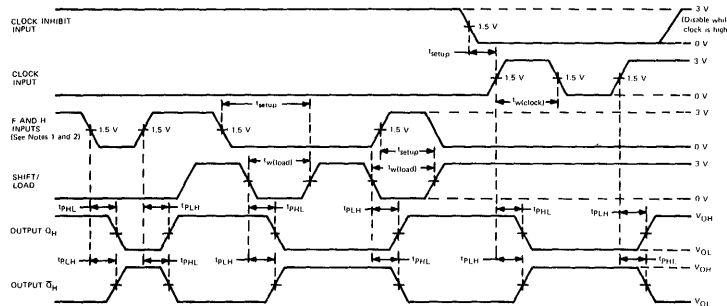 CLOCK INHIBIT
INPUT
1.5 V
3 V
(Disable whil
clock is high
0 V
tsetup
CLOCK
INPUT
1.5 V
1.5 V
1.5 V
tw(clock)
3 V
0 V
F AND H
INPUTS
(See Notes 1 and 2)
1.5 V
1.5 V
tsetup
1.5 V
1.5 V
tsetup
3 V
0 V
SHIFT/
LOAD
tw(load)
tw(load)
3 V
0 V
OUTPUT QH
tPHL
tPLH
tPHL
tPLH
tPHL
tPLH
VOH
VOL
OUTPUT Q̅H
tPLH
tPHL
tPLH
tPHL
tPLH
tPHL
VOH
VOL